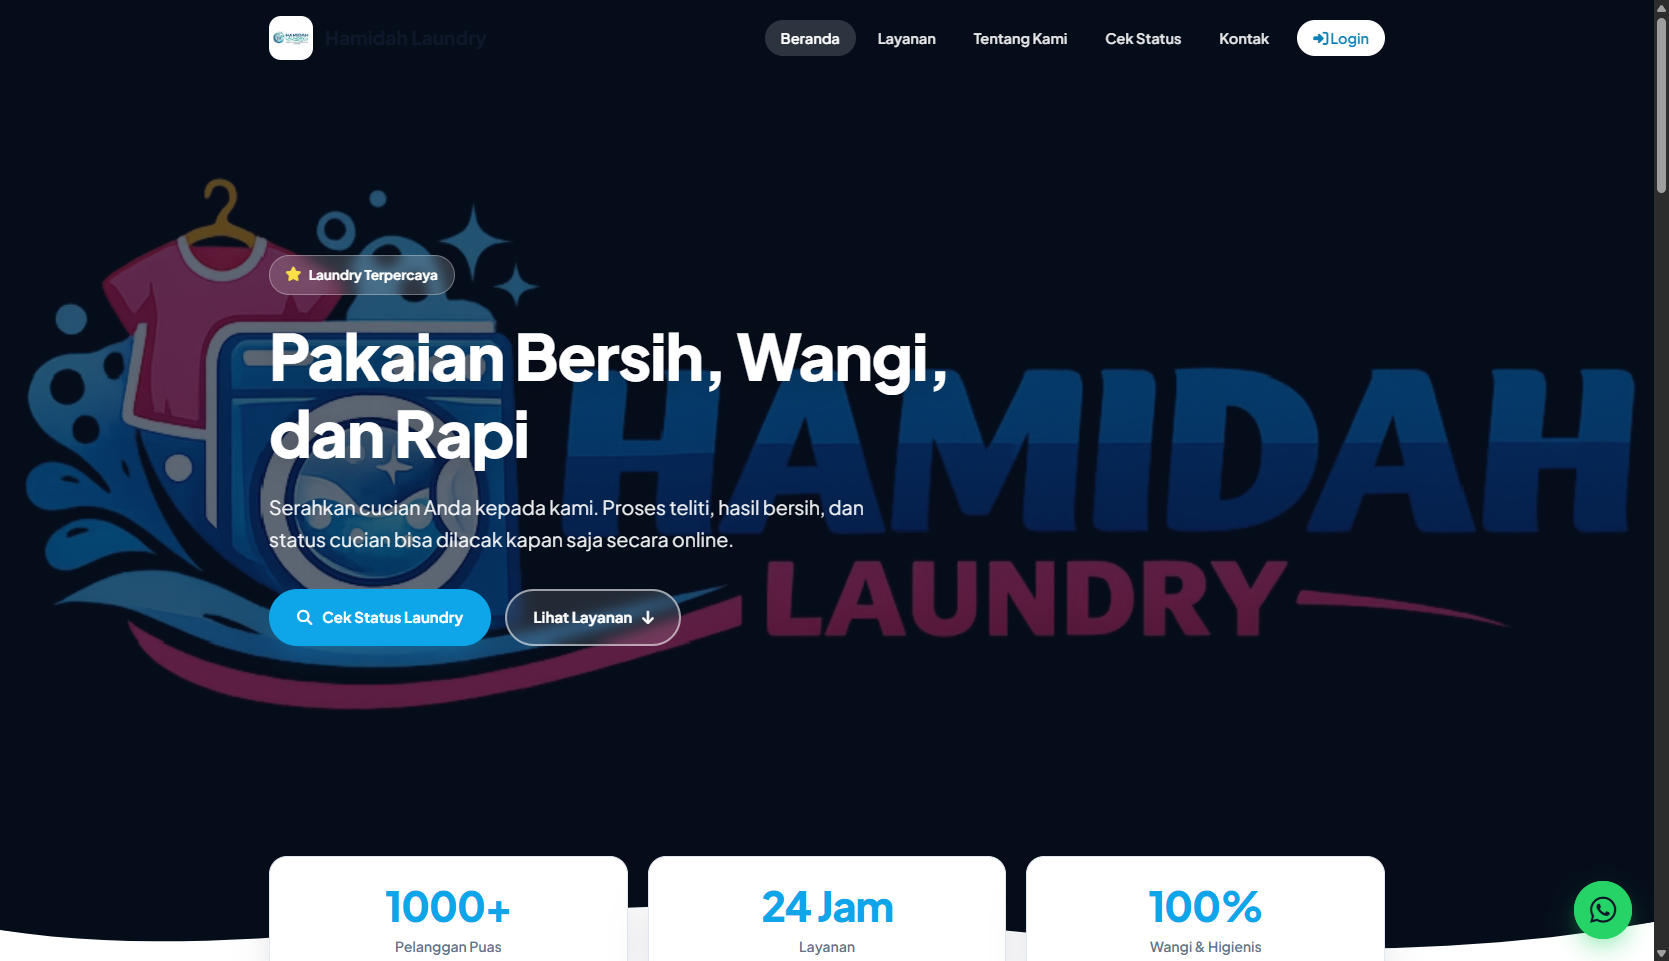 Hamidah Laundry
Beranda
Layanan
Tentang Kami
Cek Status
Kontak
Login
Laundry Terpercaya
Pakaian Bersih, Wangi,
dan Rapi
HAMIDAH
LAUNDRY
Serahkan cucian Anda kepada kami. Proses teliti, hasil bersih, dan
status cucian bisa dilacak kapan saja secara online.
Cek Status Laundry
Lihat Layanan
1000+
Pelanggan Puas
24 Jam
Layanan
100%
Wangi & Higienis